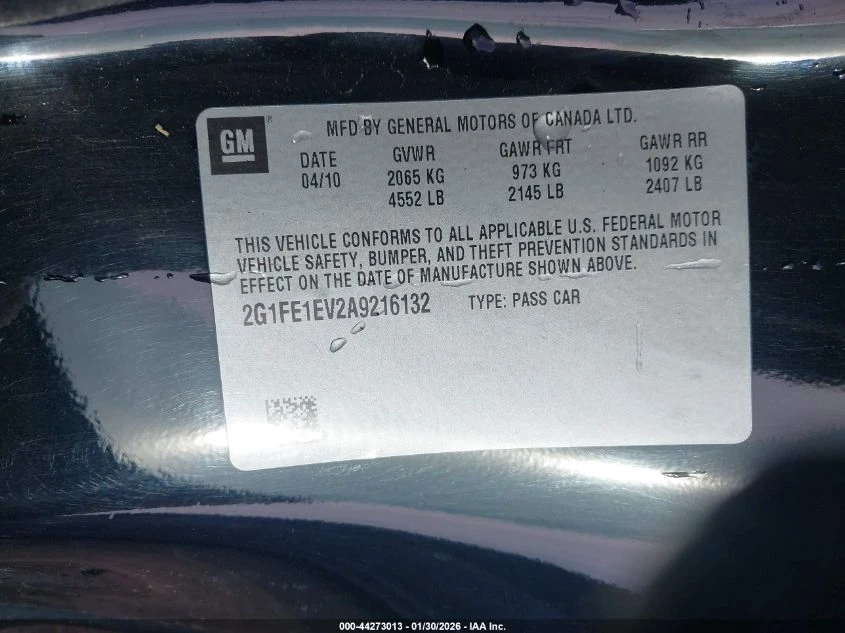 GM
®
MFD BY GENERAL MOTORS OF CANADA LTD.
DATE GVWR GAWR FRT GAWR RR
04/10 2065 KG 973 KG 1092 KG
4552 LB 2145 LB 2407 LB
THIS VEHICLE CONFORMS TO ALL APPLICABLE U.S. FEDERAL MOTOR
VEHICLE SAFETY, BUMPER, AND THEFT PREVENTION STANDARDS IN
EFFECT ON THE DATE OF MANUFACTURE SHOWN ABOVE.
2G1FE1EV2A9216132 TYPE: PASS CAR
000-44273013 - 01/30/2026 - IAA Inc.